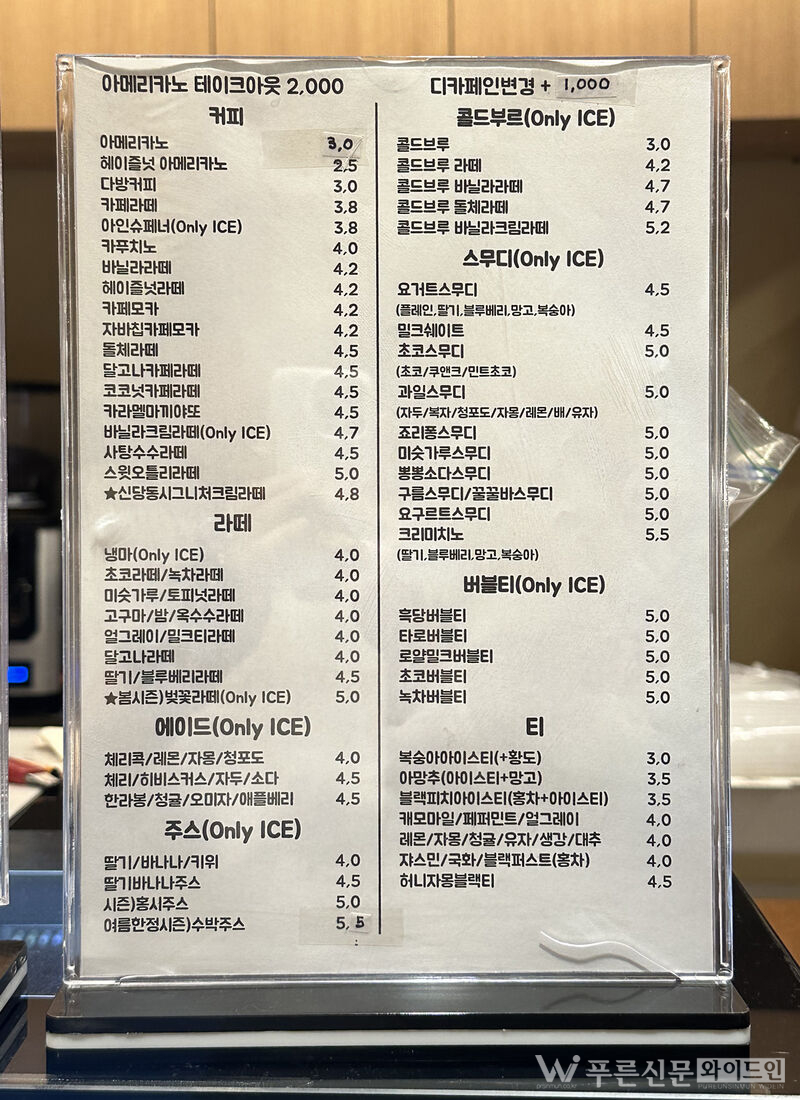 아메리카노 테이크아웃 2,000
커피
아메리카노 3,0
헤이즐넛 아메리카노 2,5
다방커피 3,0
카페라떼 3,8
아인슈페너(Only ICE) 3,8
카푸치노 4,0
바닐라라떼 4,2
헤이즐넛라떼 4,2
카페모카 4,2
자바칩카페모카 4,2
돌체라떼 4,5
달고나카페라떼 4,5
코코넛카페라떼 4,5
카라멜마끼야또 4,5
바닐라크림라떼(Only ICE) 4,7
사탕수수라떼 4,5
스윗오틀리라떼 5,0
★신당동시그니처크림라떼 4,8
라떼
냉마(Only ICE) 4,0
초코라떼/녹차라떼 4,0
미숫가루/토피넛라떼 4,0
고구마/밤/옥수수라떼 4,0
얼그레이/밀크티라떼 4,0
달고나라떼 4,0
딸기/블루베리라떼 4,5
★봄시즌)벚꽃라떼(Only ICE) 5,0
에이드(Only ICE)
체리콕/레몬/자몽/청포도 4,0
체리/히비스커스/자두/소다 4,5
한라봉/청귤/오미자/애플베리 4,5
주스(Only ICE)
딸기/바나나/키위 4,0
딸기바나나주스 4,5
시즌)홍시주스 5,0
여름한정시즌)수박주스 5,5
디카페인변경 + 1,000
콜드부르(Only ICE)
콜드브루 3,0
콜드브루 라떼 4,2
콜드브루 바닐라라떼 4,7
콜드브루 돌체라떼 4,7
콜드브루 바닐라크림라떼 5,2
스무디(Only ICE)
요거트스무디 4,5
(플레인,딸기,블루베리,망고,복숭아)
밀크쉐이트 4,5
초코스무디 5,0
(초코/쿠앤크/민트초코)
과일스무디 5,0
(자두/복자/청포도/자몽/레몬/배/유자)
죠리퐁스무디 5,0
미숫가루스무디 5,0
뽕뽕소다스무디 5,0
구름스무디/꿀꿀바스무디 5,0
요구르트스무디 5,0
크리미치노 5,5
(딸기,블루베리,망고,복숭아)
버블티(Only ICE)
흑당버블티 5,0
타로버블티 5,0
로얄밀크버블티 5,0
초코버블티 5,0
녹차버블티 5,0
티
복숭아아이스티(+황도) 3,0
아망추(아이스티+망고) 3,5
블랙피치아이스티(홍차+아이스티) 3,5
캐모마일/페퍼민트/얼그레이 4,0
레몬/자몽/청귤/유자/생강/대추 4,0
쟈스민/국화/블랙퍼스트(홍차) 4,0
허니자몽블랙티 4,5
푸른신문 와이드인